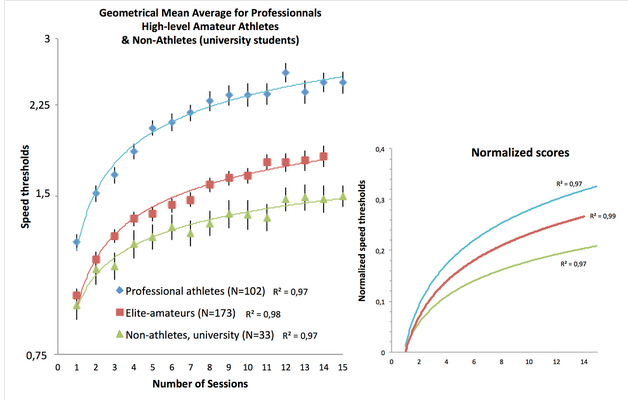 Geometrical Mean Average for Professionnals
High-level Amateur Athletes
& Non-Athletes (university students)
3
2,25
1,5
0,75
Speed thresholds
Professional athletes (N=102) R² = 0,97
Elite-amateurs (N=173) R² = 0,98
Non-athletes, university (N=33) R² = 0,97
0 1 2 3 4 5 6 7 8 9 10 11 12 13 14 15
Number of Sessions
Normalized scores
0,4
0,3
0,2
0,1
0
Normalized speed thresholds
R² = 0,97
R² = 0,99
R² = 0,97
0 2 4 6 8 10 12 14